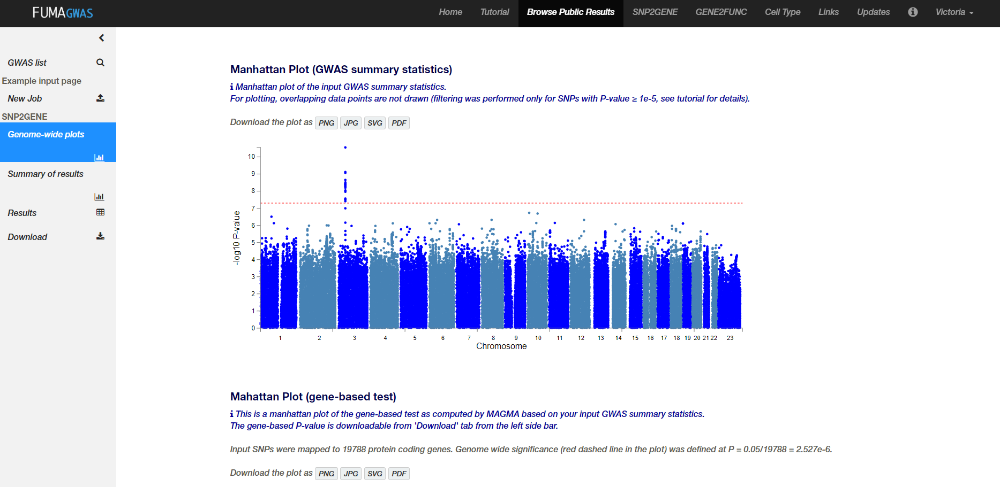 FUMAGWAS
Home Tutorial Browse Public Results SNP2GENE GENE2FUNC Cell Type Links Updates Victoria
GWAS list
Example input page
New Job
SNP2GENE
Genome-wide plots
Summary of results
Results
Download
Manhattan Plot (GWAS summary statistics)
Manhattan plot of the input GWAS summary statistics.
For plotting, overlapping data points are not drawn (filtering was performed only for SNPs with P-value ≥ 1e-5, see tutorial for details).
Download the plot as PNG JPG SVG PDF
10
9
8
7
6
5
4
3
2
1
0
-log10 P-value
1 2 3 4 5 6 7 8 9 10 11 12 13 14 15 16 17 18 19 20 21 22 23
Chromosome
Mahattan Plot (gene-based test)
This is a manhattan plot of the gene-based test as computed by MAGMA based on your input GWAS summary statistics.
The gene-based P-value is downloadable from 'Download' tab from the left side bar.
Input SNPs were mapped to 19788 protein coding genes. Genome wide significance (red dashed line in the plot) was defined at P = 0.05/19788 = 2.527e-6.
Download the plot as PNG JPG SVG PDF